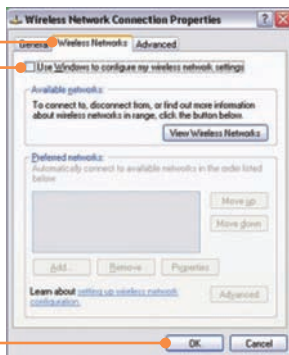 Wireless Network Connection Properties
General Wireless Networks Advanced
Use Windows to configure my wireless network settings
Available networks:
To connect to, disconnect from, or find out more information
about wireless networks in range, click the button below.
View Wireless Networks
Preferred networks:
Automatically connect to available networks in the order listed
below:
Move up
Move down
Add... Remove Properties
Learn about setting up wireless network
configuration.
Advanced
OK Cancel